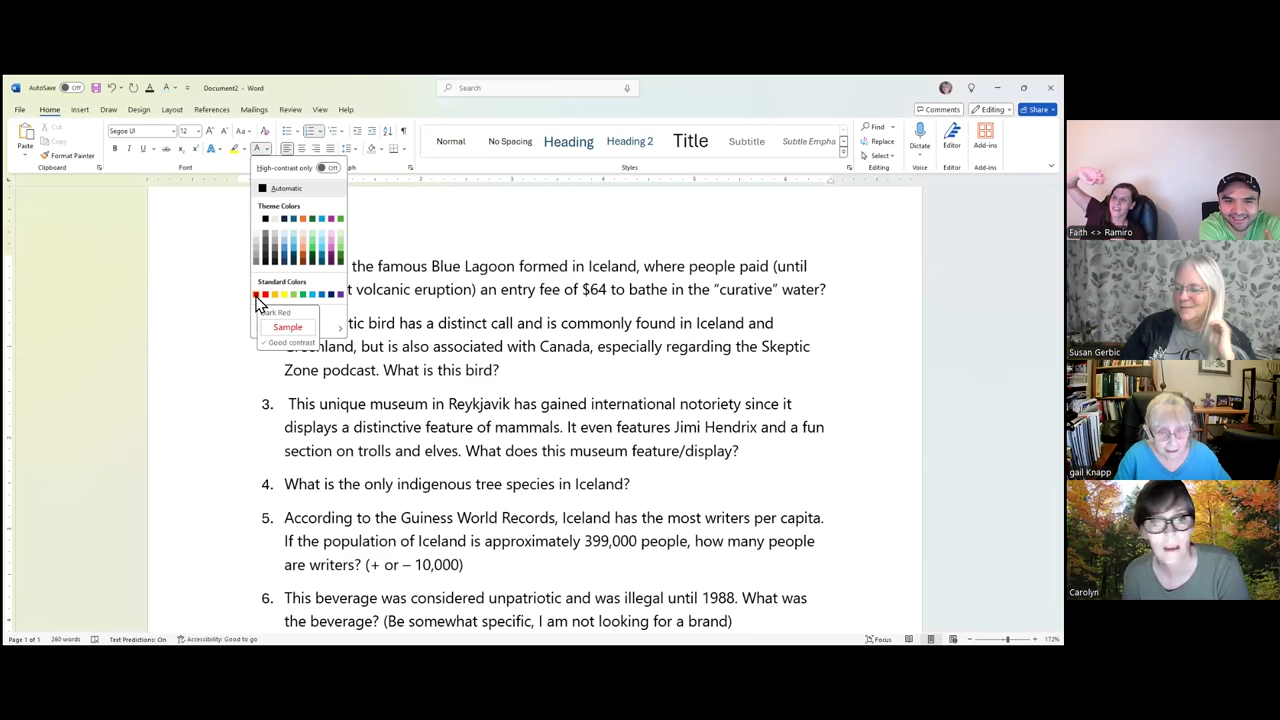 AutoSave Off Document2 - Word Search
File Home Insert Draw Design Layout References Mailings Review View Help Comments Editing Share
Paste Cut Copy Format Painter Clipboard
Segoe UI 12 Font
Normal No Spacing Heading Heading 2 Title Subtle Empha Styles
Find Replace Select Editing
Dictate Voice
Editor Editor
Add-ins Add-ins
High-contrast only Off
Automatic
Theme Colors
Standard Colors
Dark Red
Sample
Good contrast
the famous Blue Lagoon formed in Iceland, where people paid (until
t volcanic eruption) an entry fee of $64 to bathe in the “curative” water?
tic bird has a distinct call and is commonly found in Iceland and
Greenland, but is also associated with Canada, especially regarding the Skeptic
Zone podcast. What is this bird?
3. This unique museum in Reykjavik has gained international notoriety since it
displays a distinctive feature of mammals. It even features Jimi Hendrix and a fun
section on trolls and elves. What does this museum feature/display?
4. What is the only indigenous tree species in Iceland?
5. According to the Guiness World Records, Iceland has the most writers per capita.
If the population of Iceland is approximately 399,000 people, how many people
are writers? (+ or – 10,000)
6. This beverage was considered unpatriotic and was illegal until 1988. What was
the beverage? (Be somewhat specific, I am not looking for a brand)
Page 1 of 1 260 words Text Predictions: On Accessibility: Good to go Focus 172%
Faith <> Ramiro
Susan Gerbic
gail Knapp
Carolyn